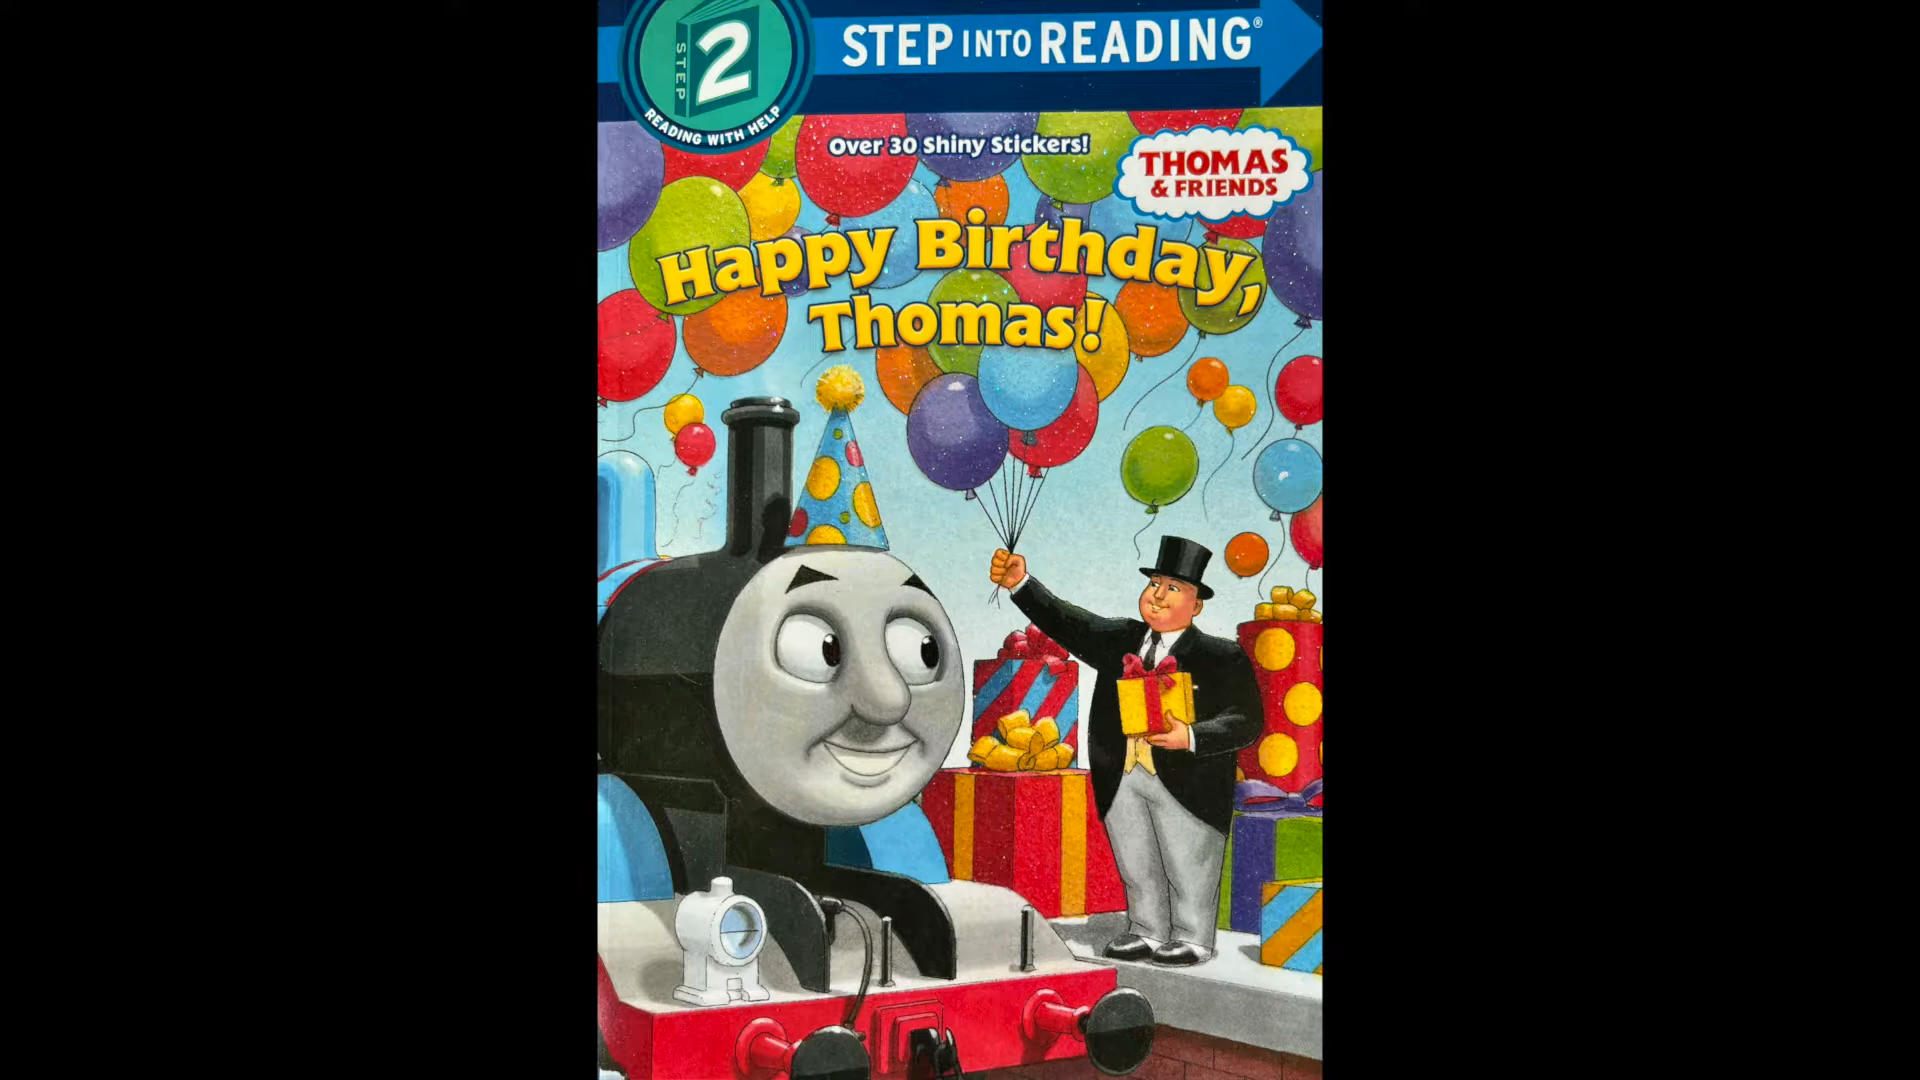 STEP 2
READING WITH HELP
STEP INTO READING®
Over 30 Shiny Stickers!
THOMAS
& FRIENDS
Happy Birthday,
Thomas!